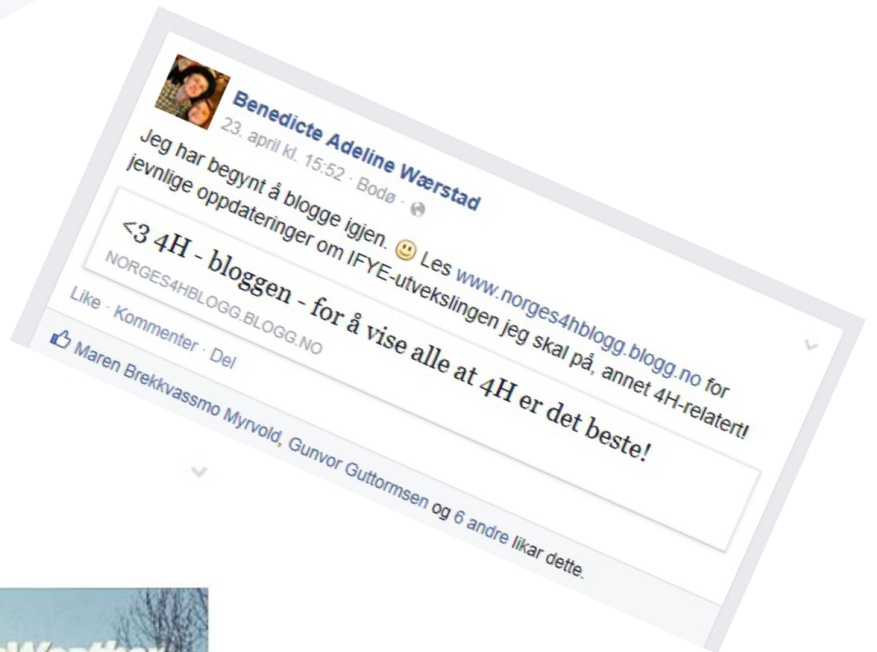 Benedicte Adeline Wærstad
23. april kl. 15:52 · Bodø ·
Jeg har begynt å blogge igjen. 🙂 Les www.norges4hblogg.blogg.no for
jevnlige oppdateringer om IFYE-utvekslingen jeg skal på, annet 4H-relatert!
<3 4H - bloggen - for å vise alle at 4H er det beste!
NORGES4HBLOGG.BLOGG.NO
Like · Kommenter · Del
Maren Brekkvassmo Myrvold, Gunvor Guttormsen og 6 andre likar dette.